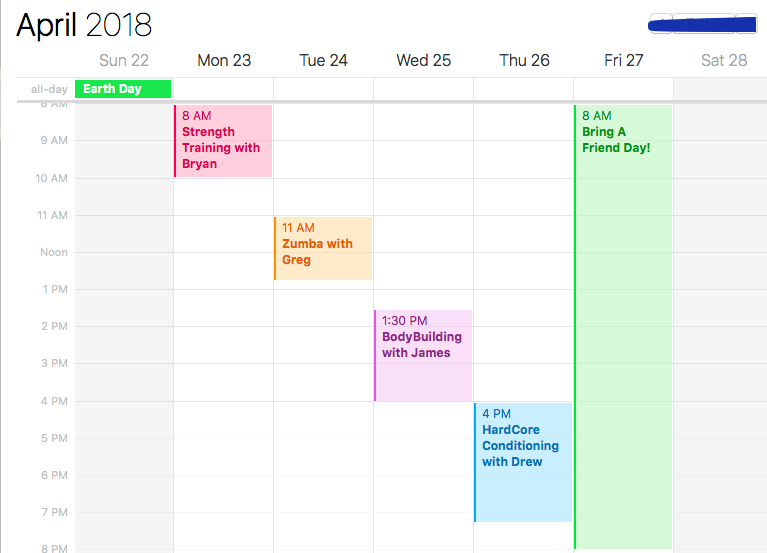 April 2018
Sun 22 Mon 23 Tue 24 Wed 25 Thu 26 Fri 27 Sat 28
all-day Earth Day
8 AM
8 AM
Strength
Training with
Bryan
8 AM
Bring A
Friend Day!
9 AM
10 AM
11 AM
11 AM
Zumba with
Greg
Noon
1 PM
1:30 PM
BodyBuilding
with James
2 PM
3 PM
4 PM
4 PM
HardCore
Conditioning
with Drew
5 PM
6 PM
7 PM
8 PM